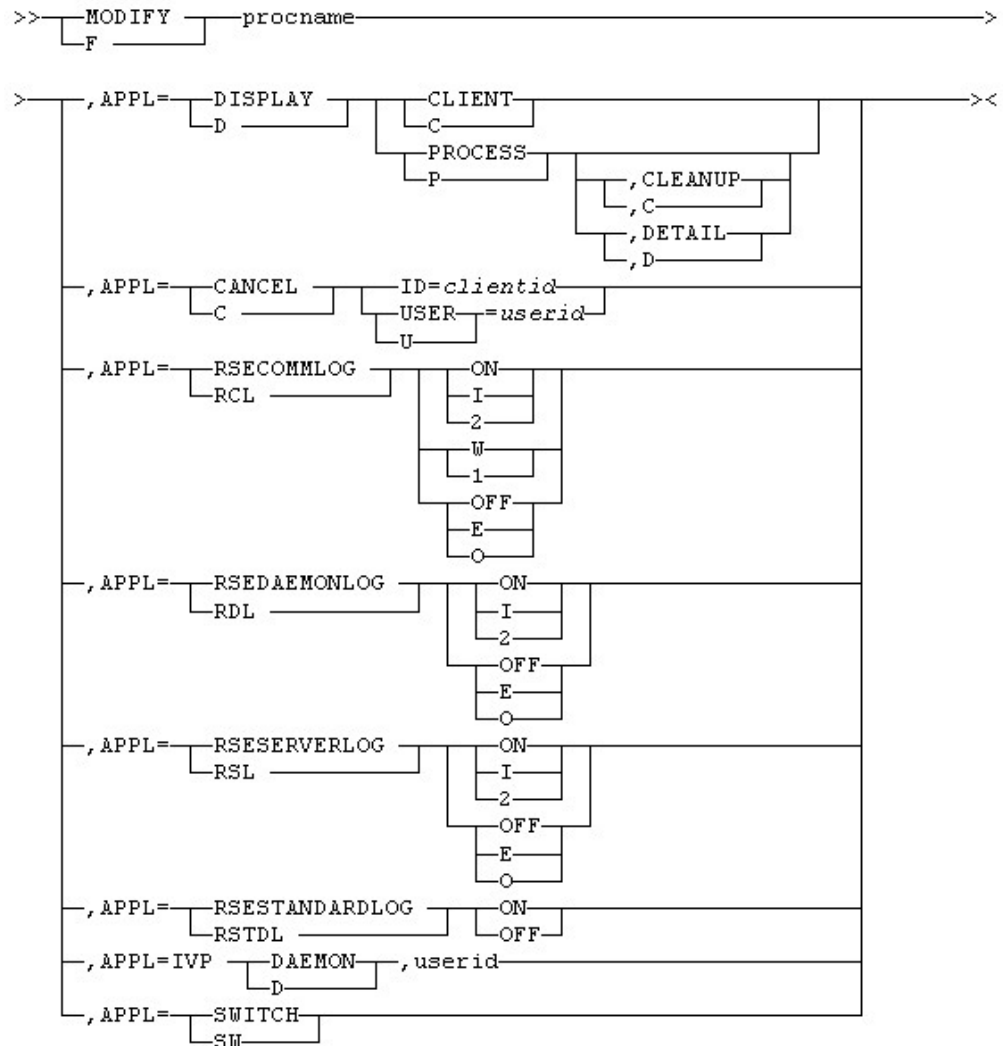 >> MODIFY procname >
F
> ,APPL= DISPLAY CLIENT ><
D C
PROCESS
P ,CLEANUP
,C
,DETAIL
,D
,APPL= CANCEL ID=clientid
C USER =userid
U
,APPL= RSECOMMLOG ON
RCL I
2
W
1
OFF
E
O
,APPL= RSEDAEMONLOG ON
RDL I
2
OFF
E
O
,APPL= RSESERVERLOG ON
RSL I
2
OFF
E
O
,APPL= RSESTANDARDLOG ON
RSTDL OFF
,APPL=IVP DAEMON ,userid
D
,APPL= SWITCH
SW